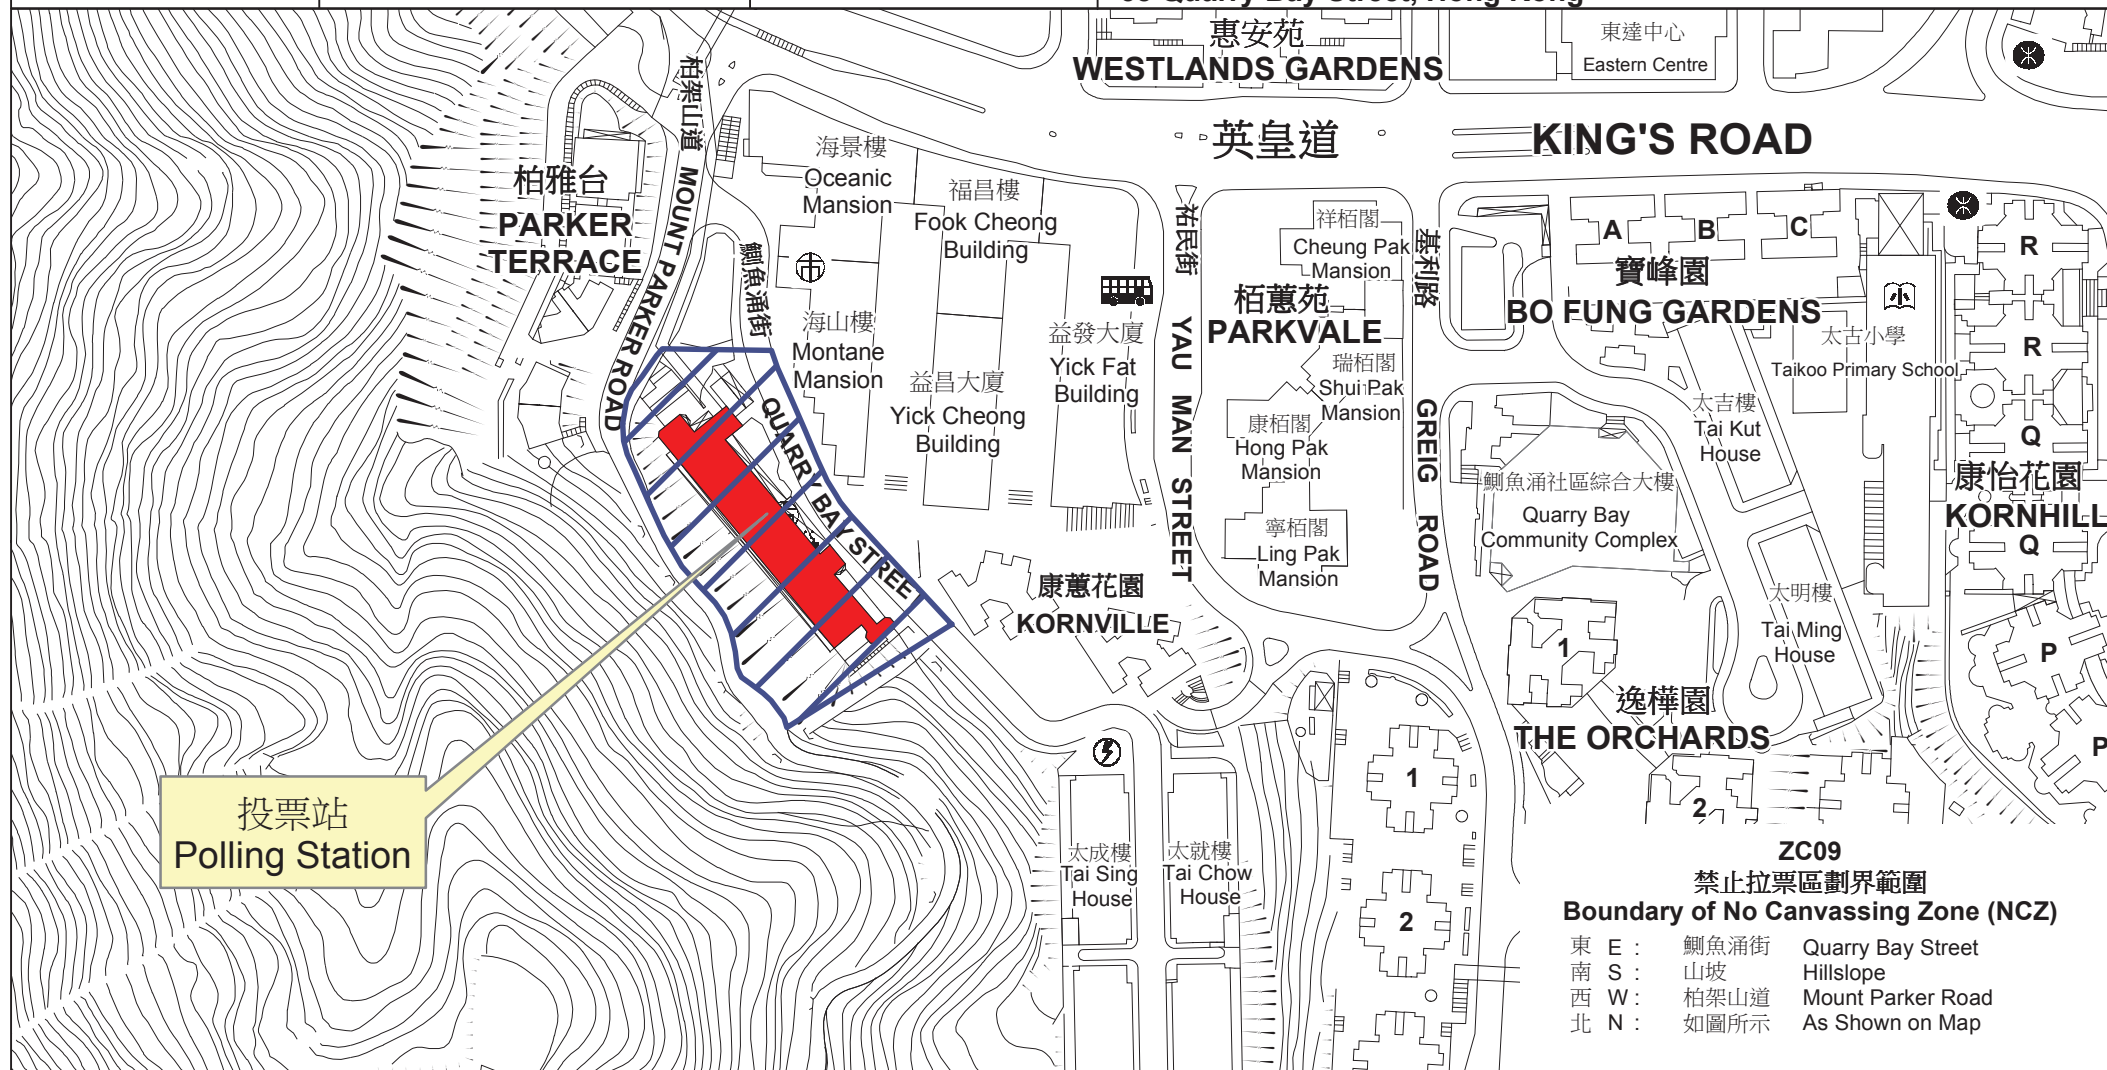 惠安苑
WESTLANDS GARDENS
東達中心
Eastern Centre
英皇道
KING'S ROAD
柏架山道
MOUNT PARKER ROAD
柏雅台
PARKER
TERRACE
鰂魚涌街
QUARRY BAY STREE
海景樓
Oceanic
Mansion
福昌樓
Fook Cheong
Building
海山樓
Montane
Mansion
益昌大廈
Yick Cheong
Building
益發大廈
Yick Fat
Building
祐民街
YAU MAN STREET
祥栢閣
Cheung Pak
Mansion
栢蕙苑
PARKVALE
瑞栢閣
Shui Pak
Mansion
康栢閣
Hong Pak
Mansion
寧栢閣
Ling Pak
Mansion
基利路
GREIG ROAD
A
B
C
寶峰園
BO FUNG GARDENS
小
太古小學
Taikoo Primary School
太吉樓
Tai Kut
House
鰂魚涌社區綜合大樓
Quarry Bay
Community Complex
太明樓
Tai Ming
House
R
R
Q
康怡花園
KORNHILL
Q
P
P
康蕙花園
KORNVILLE
1
逸樺園
THE ORCHARDS
2
1
2
太成樓
Tai Sing
House
太就樓
Tai Chow
House
投票站
Polling Station
ZC09
禁止拉票區劃界範圍
Boundary of No Canvassing Zone (NCZ)
東 E : 鰂魚涌街 Quarry Bay Street
南 S : 山坡 Hillslope
西 W : 柏架山道 Mount Parker Road
北 N : 如圖所示 As Shown on Map